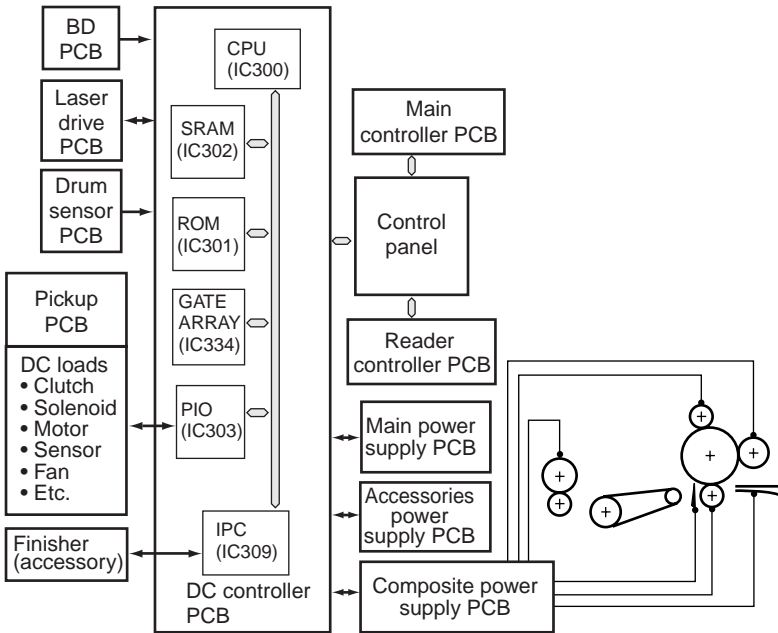 BD
PCB
Laser
drive
PCB
Drum
sensor
PCB
Pickup
PCB
DC loads
• Clutch
• Solenoid
• Motor
• Sensor
• Fan
• Etc.
Finisher
(accessory)
CPU
(IC300)
SRAM
(IC302)
ROM
(IC301)
GATE
ARRAY
(IC334)
PIO
(IC303)
IPC
(IC309)
DC controller
PCB
Main
controller PCB
Control
panel
Reader
controller PCB
Main power
supply PCB
Accessories
power
supply PCB
Composite power
supply PCB